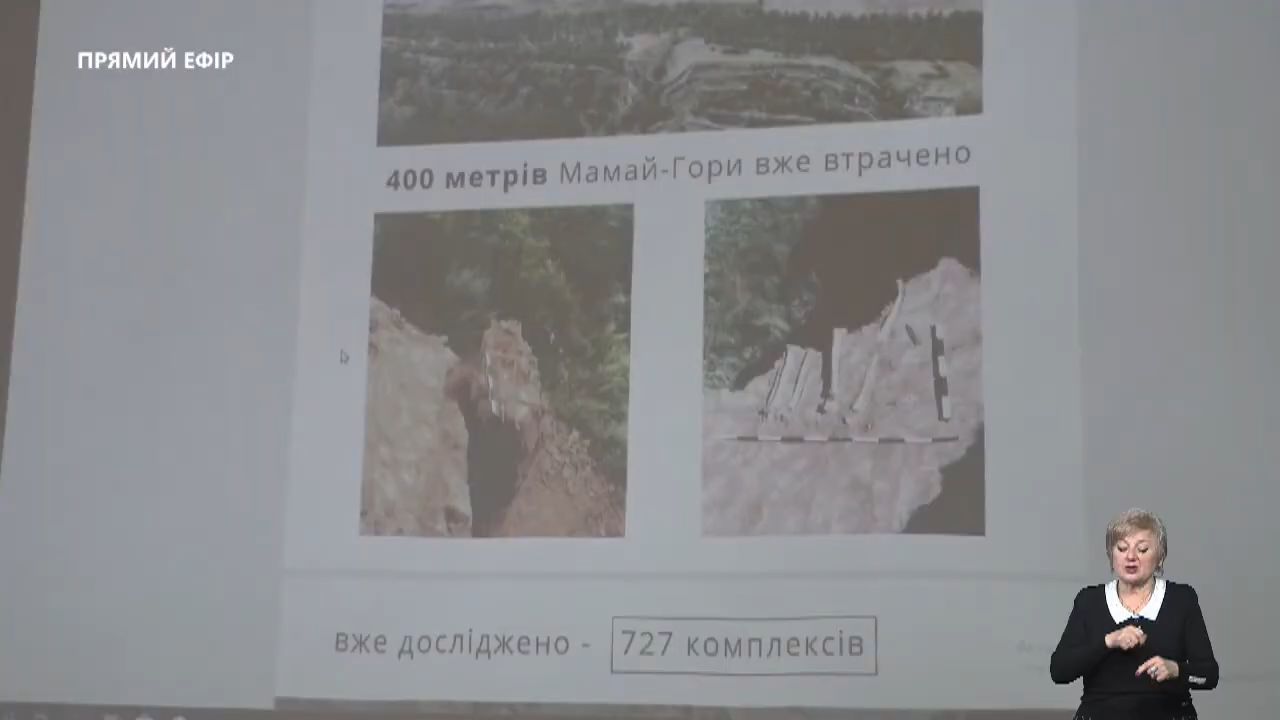 ПРЯМИЙ ЕФІР
400 метрів Мамай-Гори вже втрачено
вже досліджено - 727 комплексів